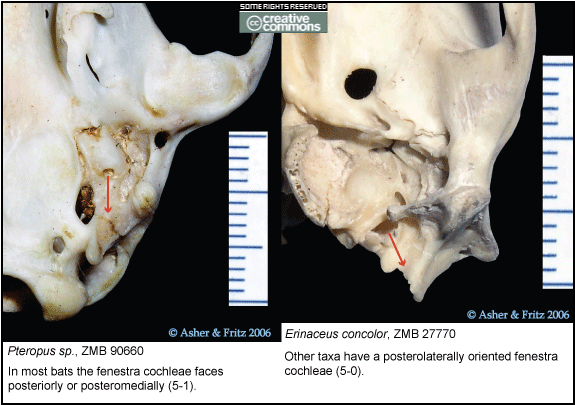 SOME RIGHTS RESERVED
cc creative
commons
© Asher & Fritz 2006
© Asher & Fritz 2006
Pteropus sp., ZMB 90660
In most bats the fenestra cochleae faces
posteriorly or posteromedially (5-1).
Erinaceus concolor, ZMB 27770
Other taxa have a posterolaterally oriented fenestra
cochleae (5-0).